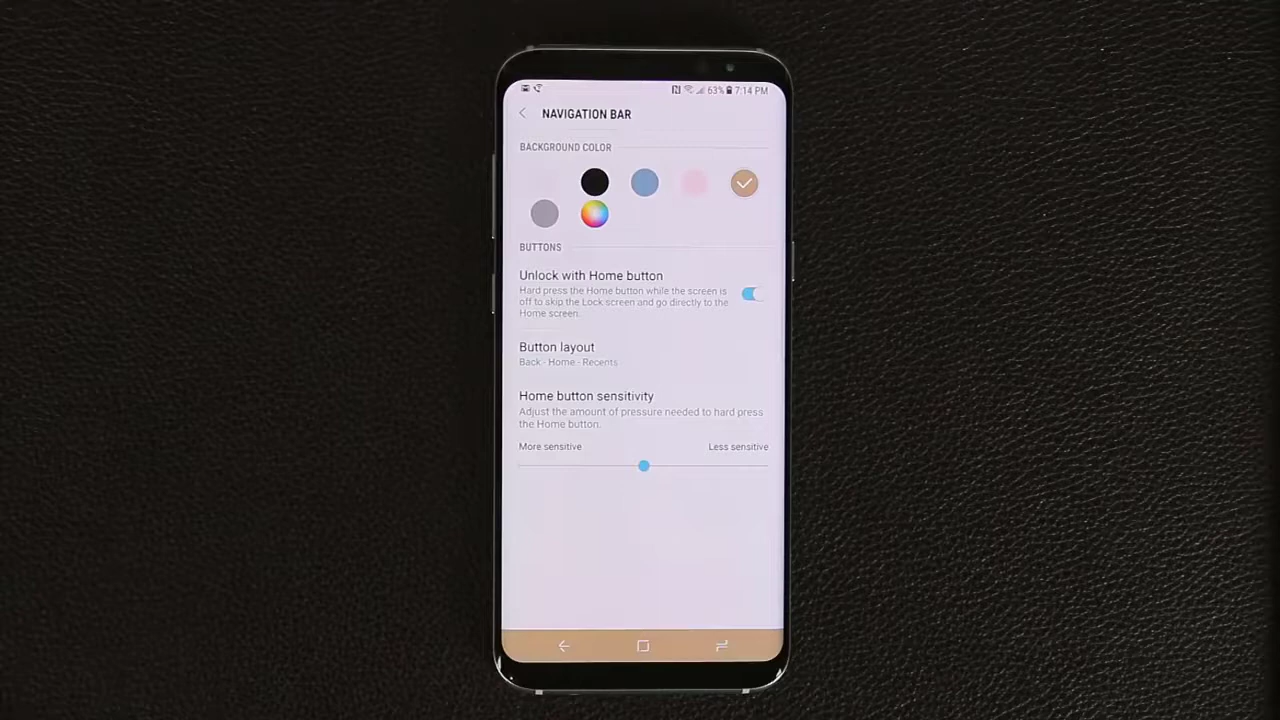 63% 7:14 PM
NAVIGATION BAR
BACKGROUND COLOR
BUTTONS
Unlock with Home button
Hard press the Home button while the screen is
off to skip the Lock screen and go directly to the
Home screen.
Button layout
Back - Home - Recents
Home button sensitivity
Adjust the amount of pressure needed to hard press
the Home button.
More sensitive Less sensitive